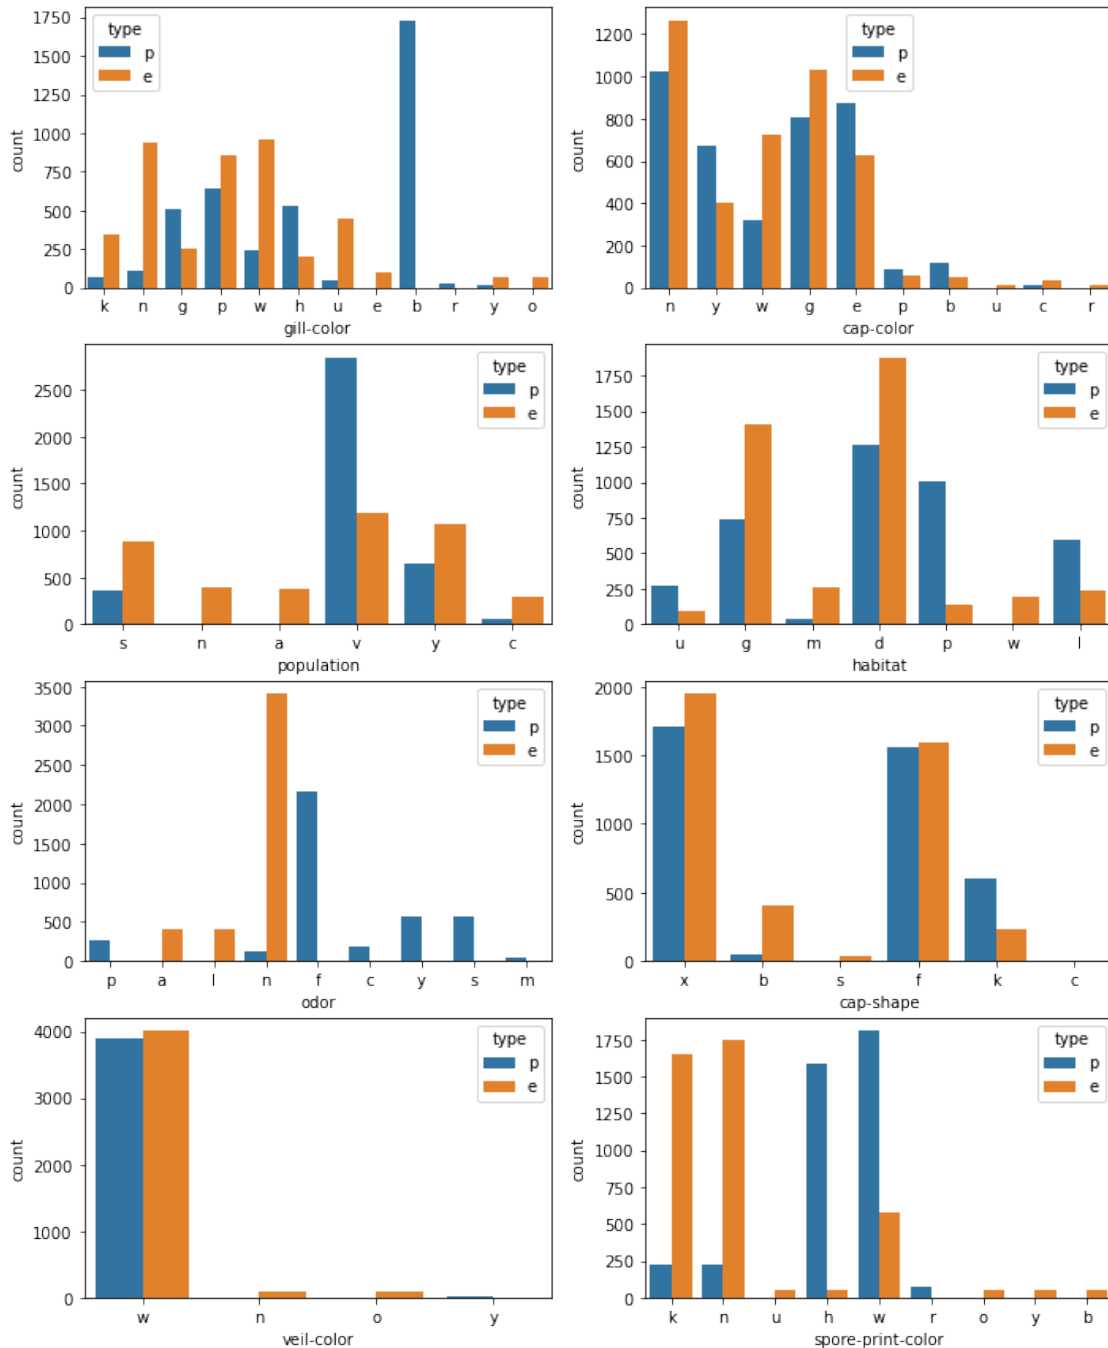 type
p
e
count
1750
1500
1250
1000
750
500
250
0
k n g p w h u e b r y o
gill-color
type
p
e
count
1200
1000
800
600
400
200
0
n y w g e p b u c r
cap-color
type
p
e
count
2500
2000
1500
1000
500
0
s n a v y c
population
type
p
e
count
1750
1500
1250
1000
750
500
250
0
u g m d p w l
habitat
type
p
e
count
3500
3000
2500
2000
1500
1000
500
0
p a l n f c y s m
odor
type
p
e
count
2000
1500
1000
500
0
x b s f k c
cap-shape
type
p
e
count
4000
3000
2000
1000
0
w n o y
veil-color
type
p
e
count
1750
1500
1250
1000
750
500
250
0
k n u h w r o y b
spore-print-color